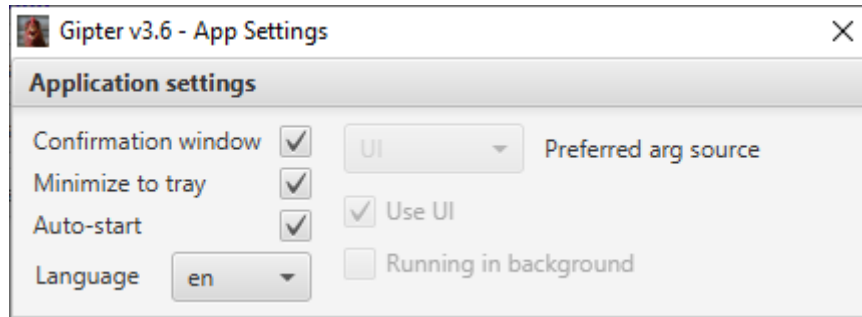 Gipter v3.6 - App Settings
Application settings
Confirmation window
UI
Preferred arg source
Minimize to tray
Use UI
Auto-start
Running in background
Language
en